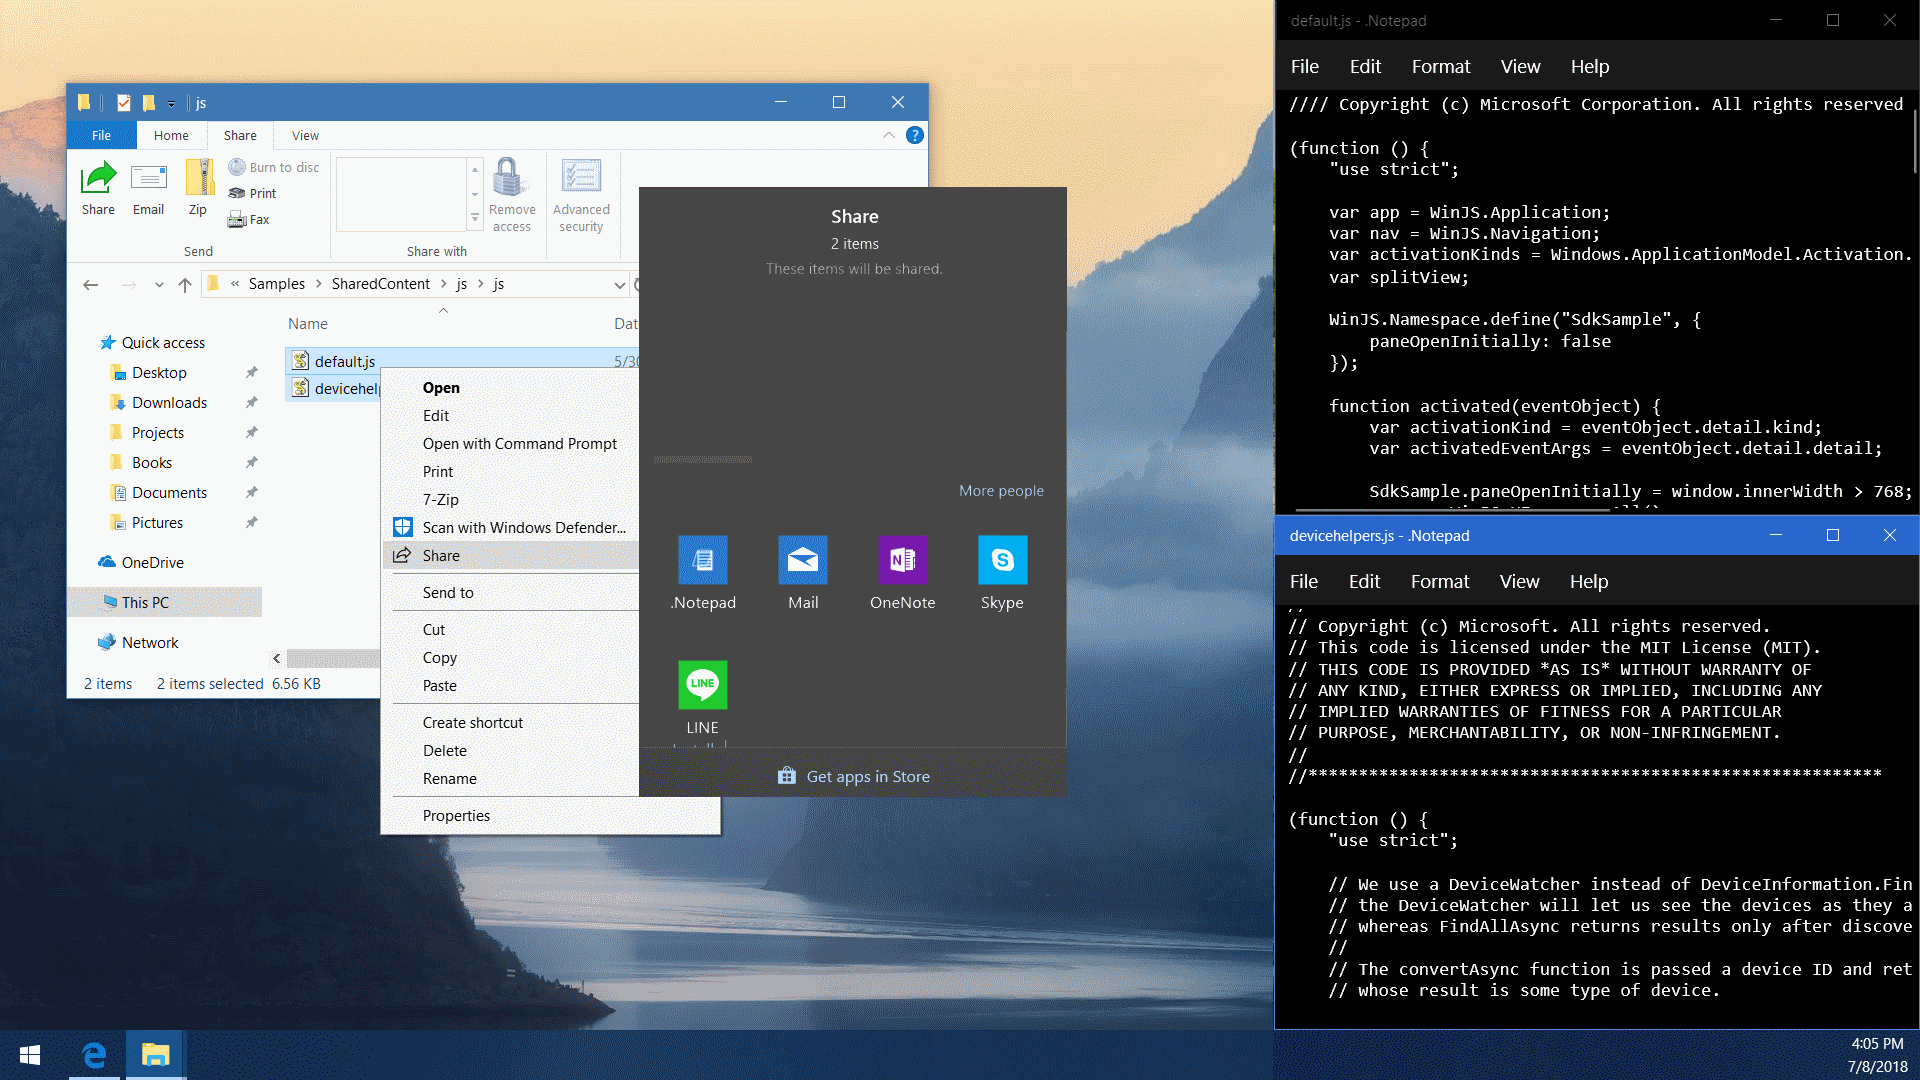 js
File
Home
Share
View
Share
Email
Zip
Burn to disc
Print
Fax
Send
Share with
Remove
access
Advanced
security
« Samples > SharedContent > js > js
Name
Dat
Quick access
Desktop
Downloads
Projects
Books
Documents
Pictures
OneDrive
This PC
Network
default.js
5/30
devicehelp
2 items 2 items selected 6.56 KB
Open
Edit
Open with Command Prompt
Print
7-Zip
Scan with Windows Defender...
Share
Send to
Cut
Copy
Paste
Create shortcut
Delete
Rename
Properties
Share
2 items
These items will be shared.
More people
.Notepad
Mail
OneNote
Skype
LINE
LINE
Get apps in Store
default.js - .Notepad
File Edit Format View Help
//// Copyright (c) Microsoft Corporation. All rights reserved
(function () {
"use strict";
var app = WinJS.Application;
var nav = WinJS.Navigation;
var activationKinds = Windows.ApplicationModel.Activation.
var splitView;
WinJS.Namespace.define("SdkSample", {
paneOpenInitially: false
});
function activated(eventObject) {
var activationKind = eventObject.detail.kind;
var activatedEventArgs = eventObject.detail.detail;
SdkSample.paneOpenInitially = window.innerWidth > 768;
devicehelpers.js - .Notepad
File Edit Format View Help
//
// Copyright (c) Microsoft. All rights reserved.
// This code is licensed under the MIT License (MIT).
// THIS CODE IS PROVIDED *AS IS* WITHOUT WARRANTY OF
// ANY KIND, EITHER EXPRESS OR IMPLIED, INCLUDING ANY
// IMPLIED WARRANTIES OF FITNESS FOR A PARTICULAR
// PURPOSE, MERCHANTABILITY, OR NON-INFRINGEMENT.
//
//*********************************************************
(function () {
"use strict";
// We use a DeviceWatcher instead of DeviceInformation.Fin
// the DeviceWatcher will let us see the devices as they a
// whereas FindAllAsync returns results only after discove
//
// The convertAsync function is passed a device ID and ret
// whose result is some type of device.
4:05 PM
7/8/2018